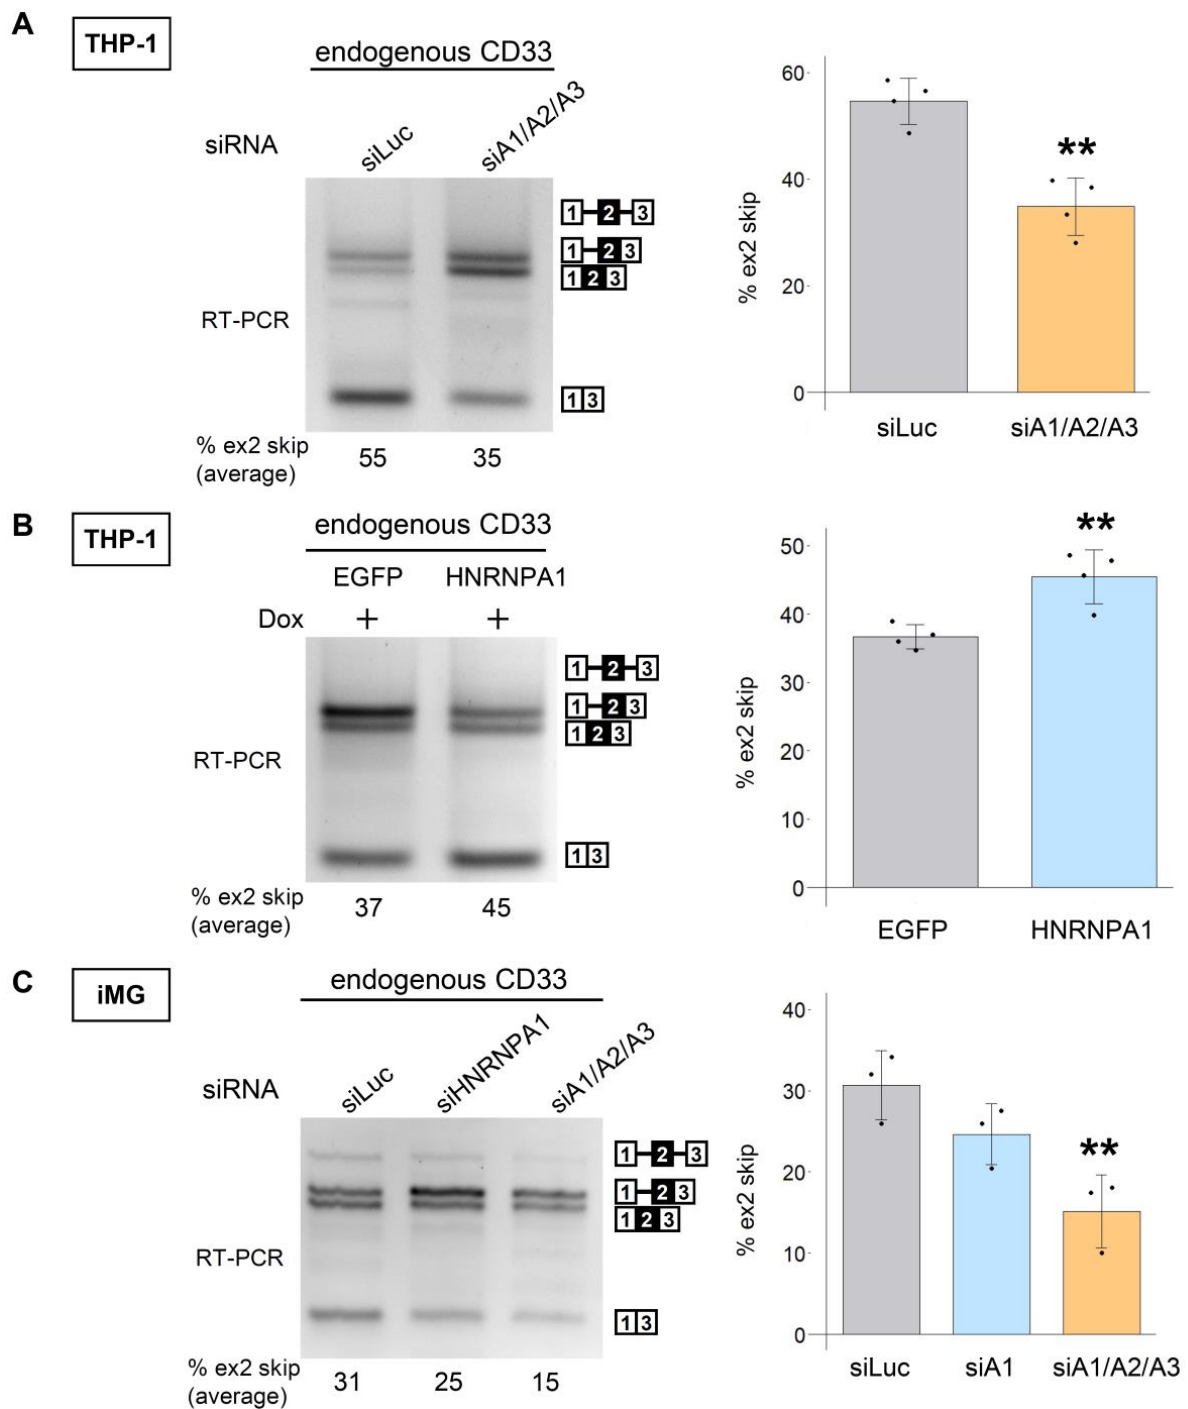 A
THP-1
endogenous CD33
siRNA
siLuc
siA1/A2/A3
1 2 3
1 2 3
1 2 3
RT-PCR
1 3
% ex2 skip
(average)
55
35
% ex2 skip
60
40
20
0
**
siLuc
siA1/A2/A3
B
THP-1
endogenous CD33
EGFP
HNRNPA1
Dox
+
+
1 2 3
1 2 3
1 2 3
RT-PCR
1 3
% ex2 skip
(average)
37
45
% ex2 skip
50
40
30
20
10
0
**
EGFP
HNRNPA1
C
iMG
endogenous CD33
siRNA
siLuc
siHNRNPA1
siA1/A2/A3
1 2 3
1 2 3
1 2 3
RT-PCR
1 3
% ex2 skip
(average)
31
25
15
% ex2 skip
40
30
20
10
0
**
siLuc
siA1
siA1/A2/A3